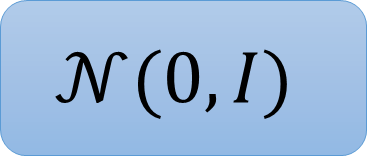 𝒩(0, I)